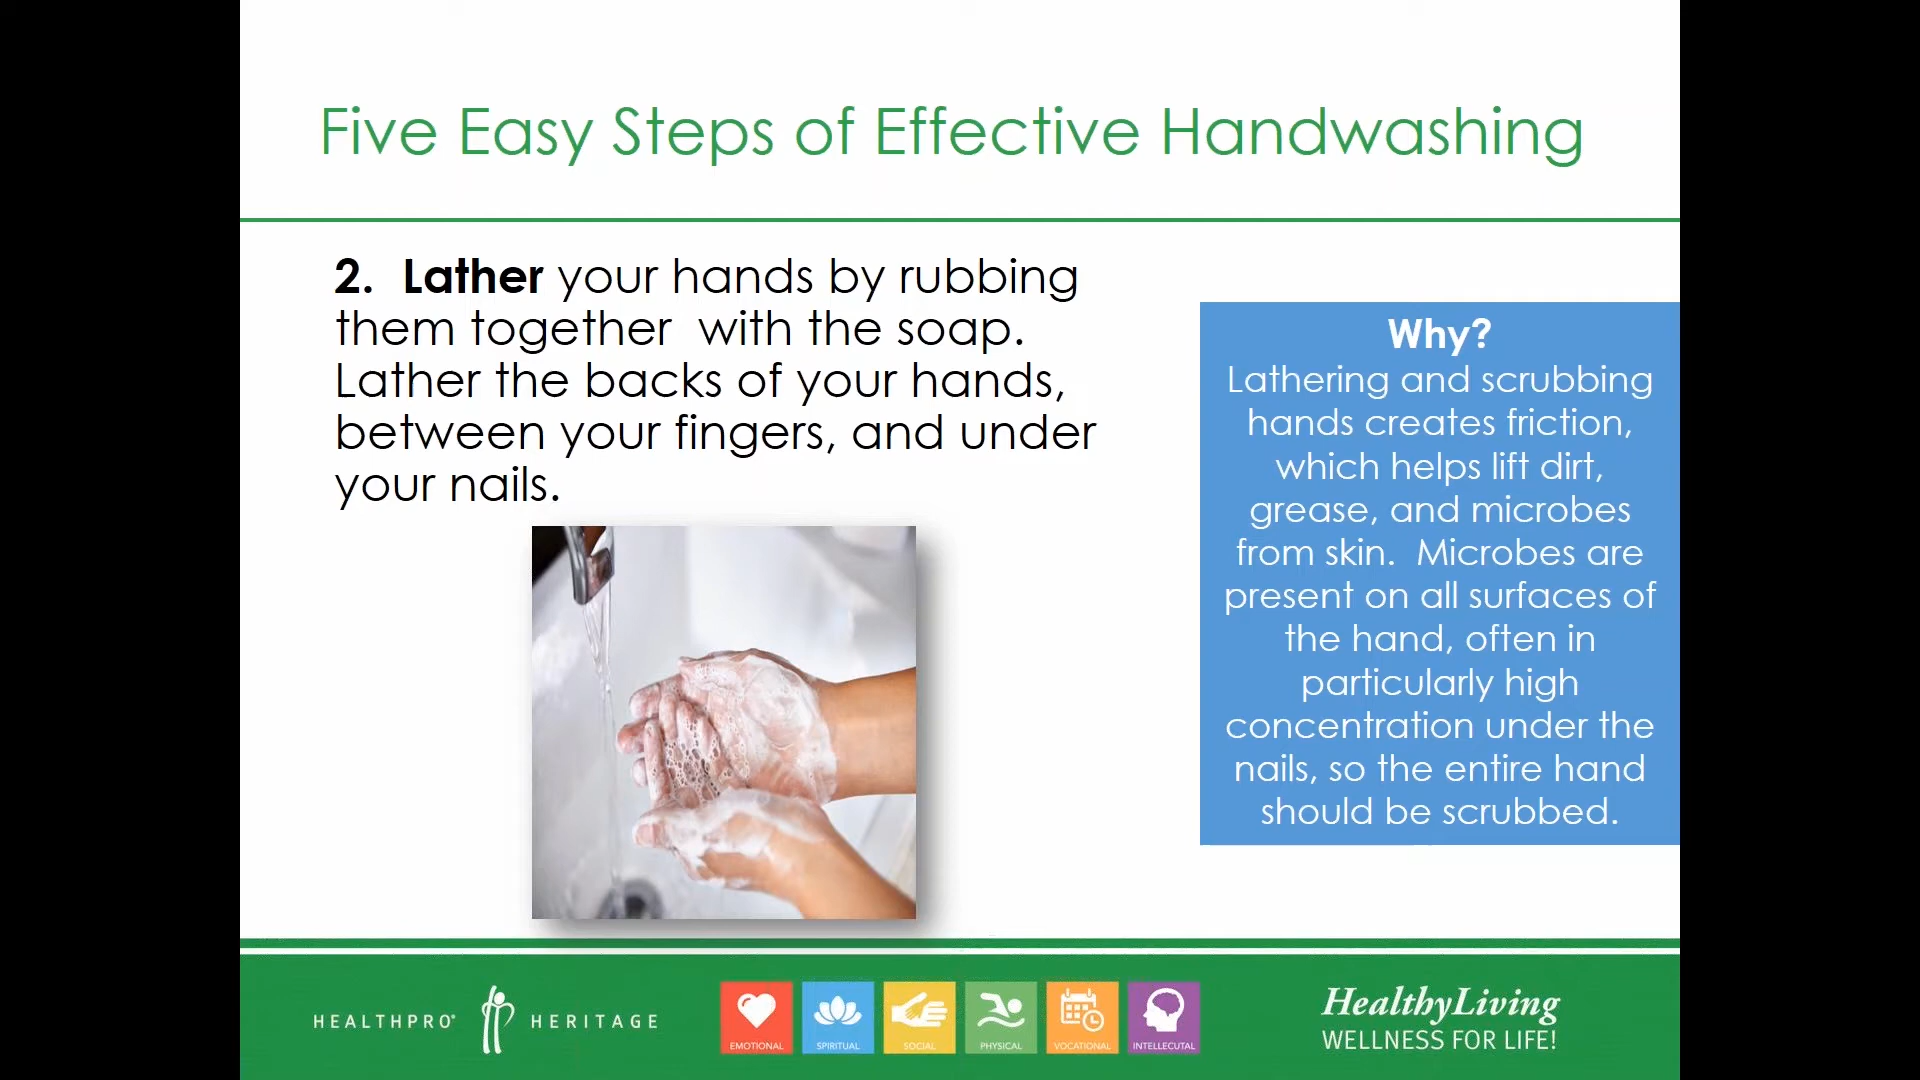 Five Easy Steps of Effective Handwashing
2. Lather your hands by rubbing
them together with the soap.
Lather the backs of your hands,
between your fingers, and under
your nails.
Why?
Lathering and scrubbing
hands creates friction,
which helps lift dirt,
grease, and microbes
from skin. Microbes are
present on all surfaces of
the hand, often in
particularly high
concentration under the
nails, so the entire hand
should be scrubbed.
HEALTHPRO® HERITAGE
EMOTIONAL
SPIRITUAL
SOCIAL
PHYSICAL
VOCATIONAL
INTELLECUTAL
HealthyLiving
WELLNESS FOR LIFE!